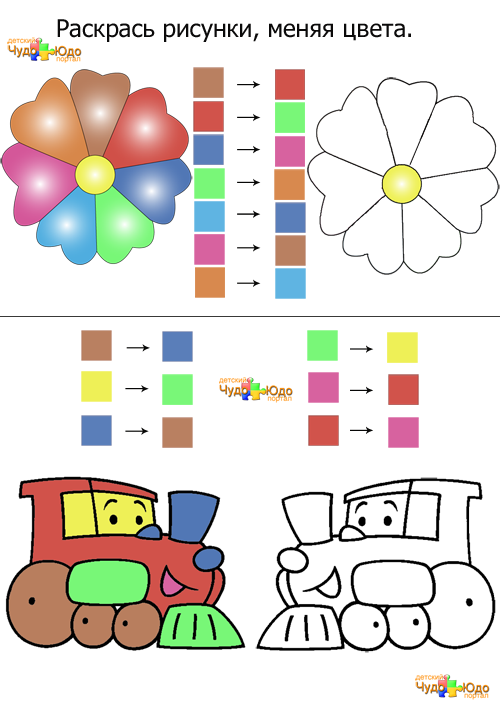 Раскрась рисунки, меняя цвета.
детский
Чудо Юдо
портал
детский
Чудо Юдо
портал
детский
Чудо Юдо
портал